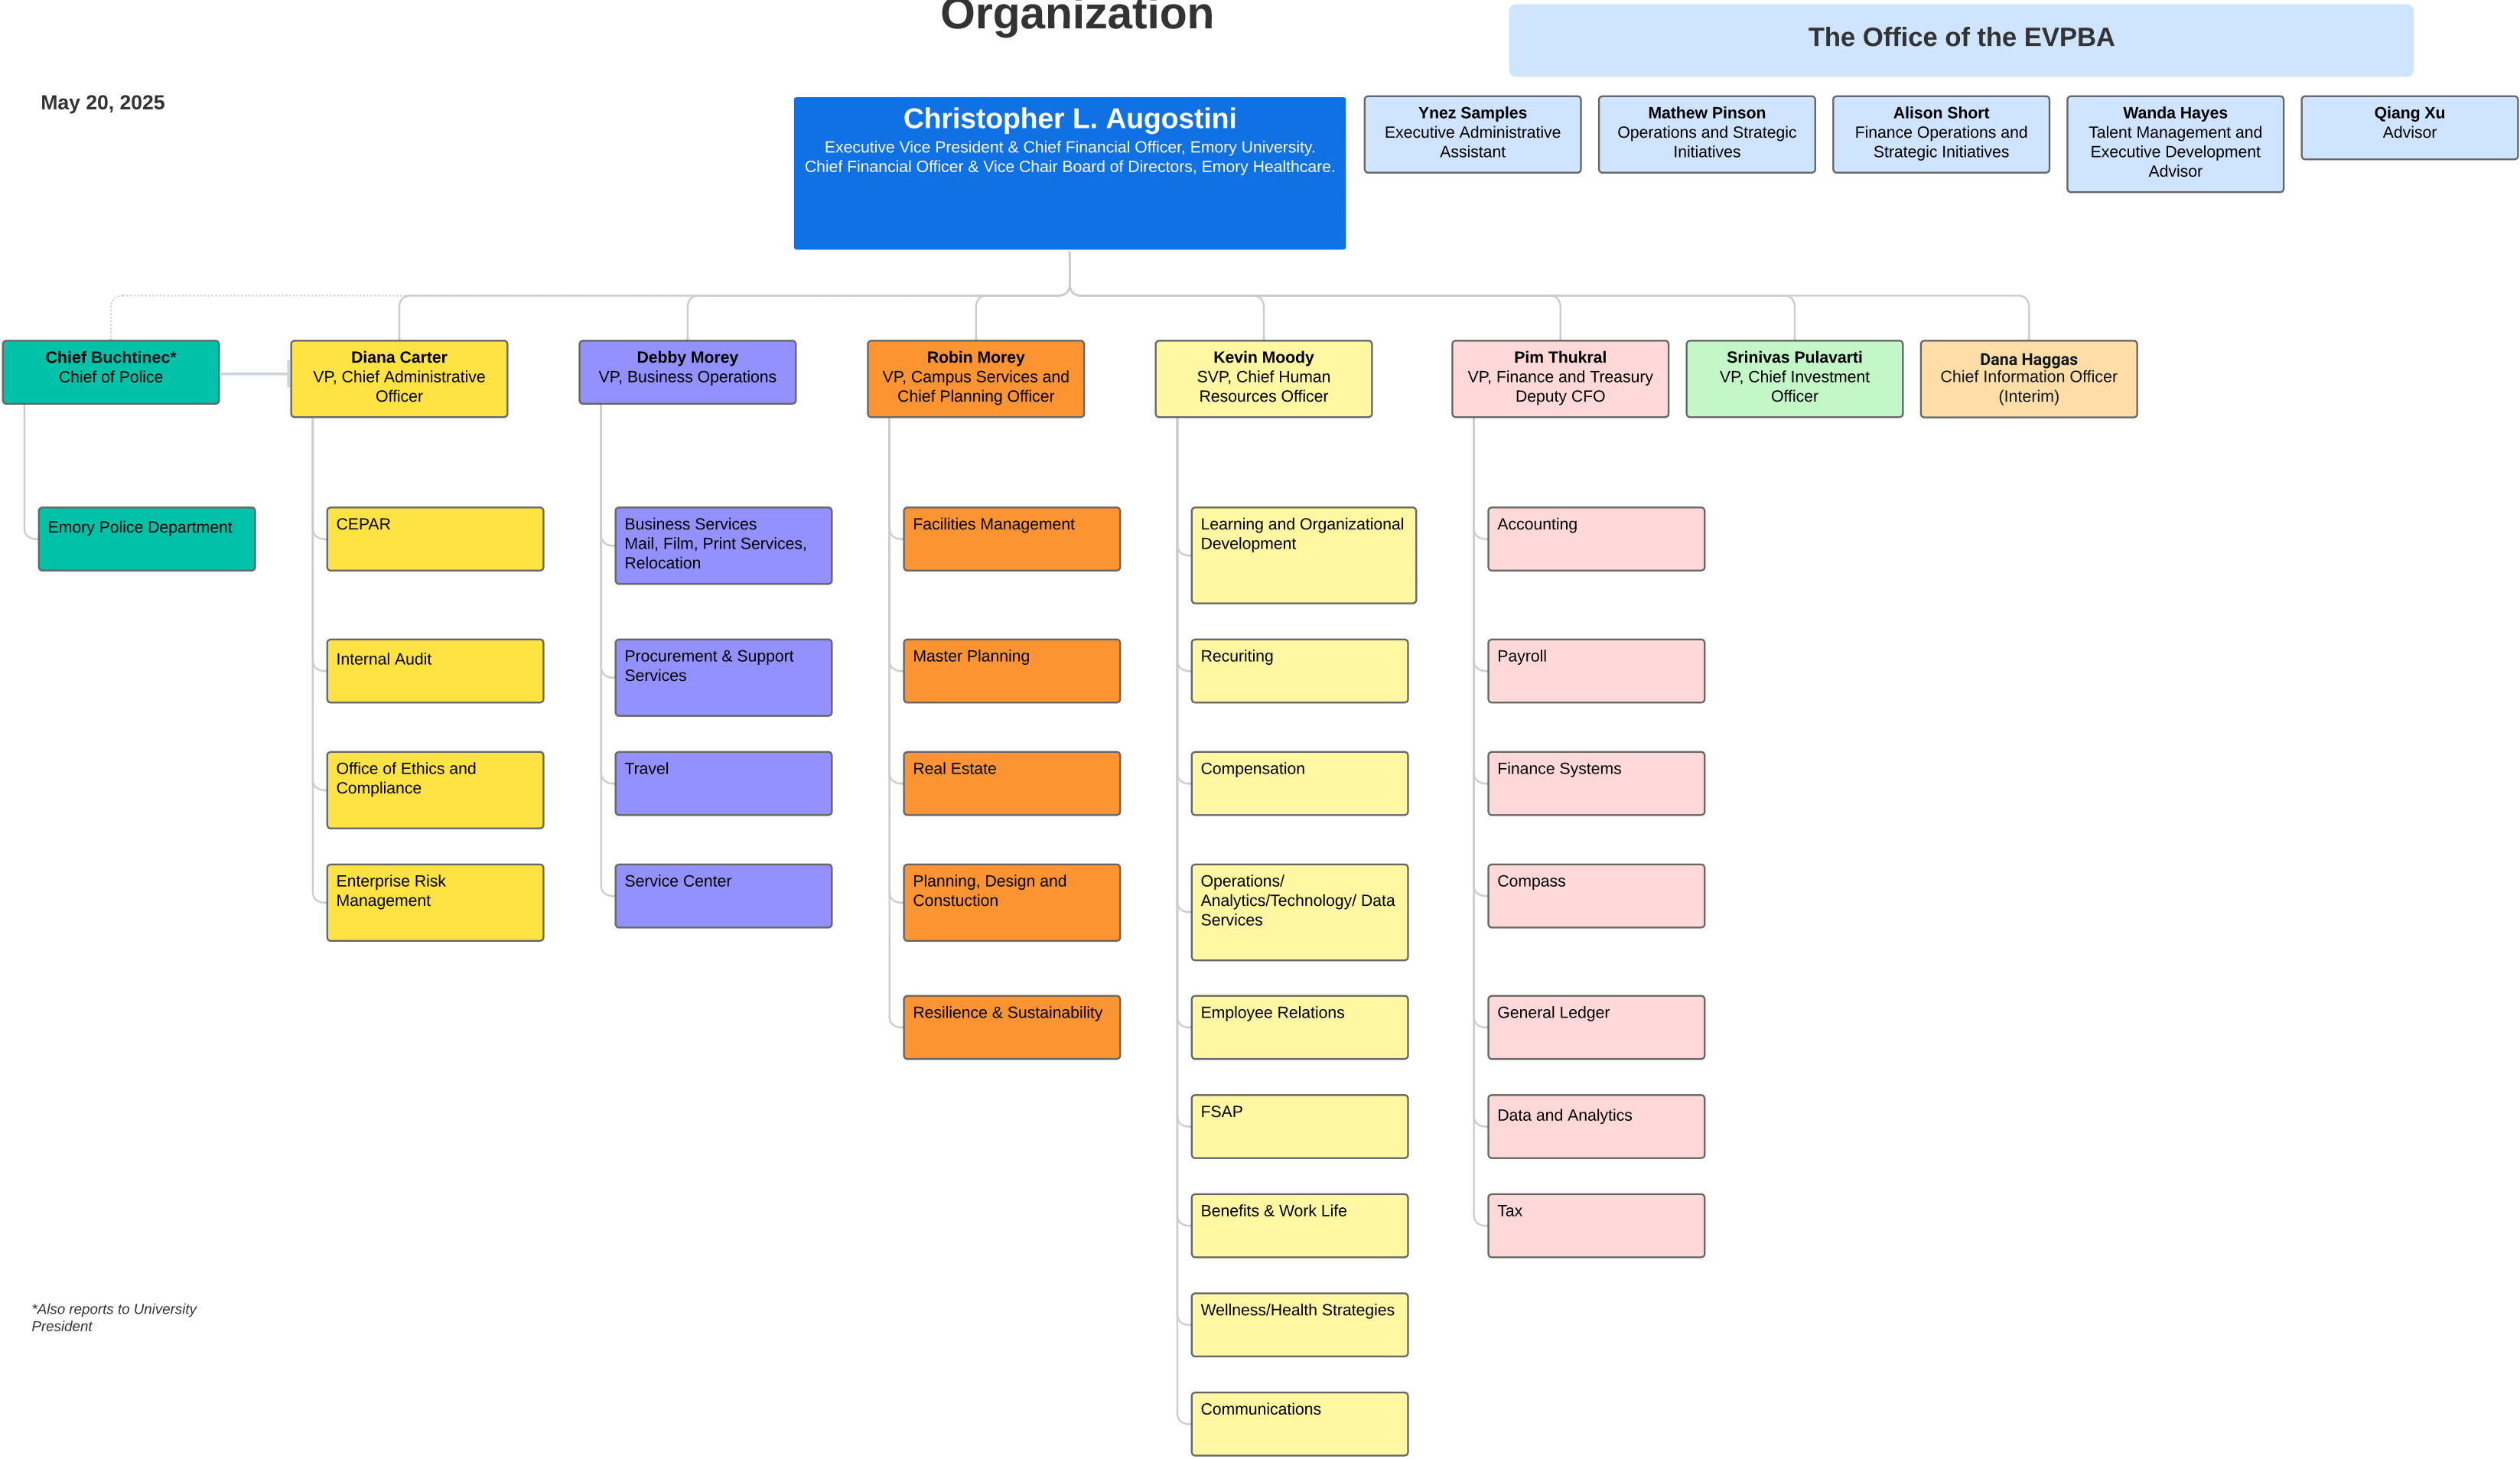 Organization
The Office of the EVPBA
May 20, 2025
Christopher L. Augostini
Executive Vice President & Chief Financial Officer, Emory University.
Chief Financial Officer & Vice Chair Board of Directors, Emory Healthcare.
Ynez Samples
Executive Administrative
Assistant
Mathew Pinson
Operations and Strategic
Initiatives
Alison Short
Finance Operations and
Strategic Initiatives
Wanda Hayes
Talent Management and
Executive Development
Advisor
Qiang Xu
Advisor
Chief Buchtinec*
Chief of Police
Diana Carter
VP, Chief Administrative
Officer
Debby Morey
VP, Business Operations
Robin Morey
VP, Campus Services and
Chief Planning Officer
Kevin Moody
SVP, Chief Human
Resources Officer
Pim Thukral
VP, Finance and Treasury
Deputy CFO
Srinivas Pulavarti
VP, Chief Investment
Officer
Dana Haggas
Chief Information Officer
(Interim)
Emory Police Department
CEPAR
Internal Audit
Office of Ethics and
Compliance
Enterprise Risk
Management
Business Services
Mail, Film, Print Services,
Relocation
Procurement & Support
Services
Travel
Service Center
Facilities Management
Master Planning
Real Estate
Planning, Design and
Constuction
Resilience & Sustainability
Learning and Organizational
Development
Recuriting
Compensation
Operations/
Analytics/Technology/ Data
Services
Employee Relations
FSAP
Benefits & Work Life
Wellness/Health Strategies
Communications
Accounting
Payroll
Finance Systems
Compass
General Ledger
Data and Analytics
Tax
*Also reports to University
President